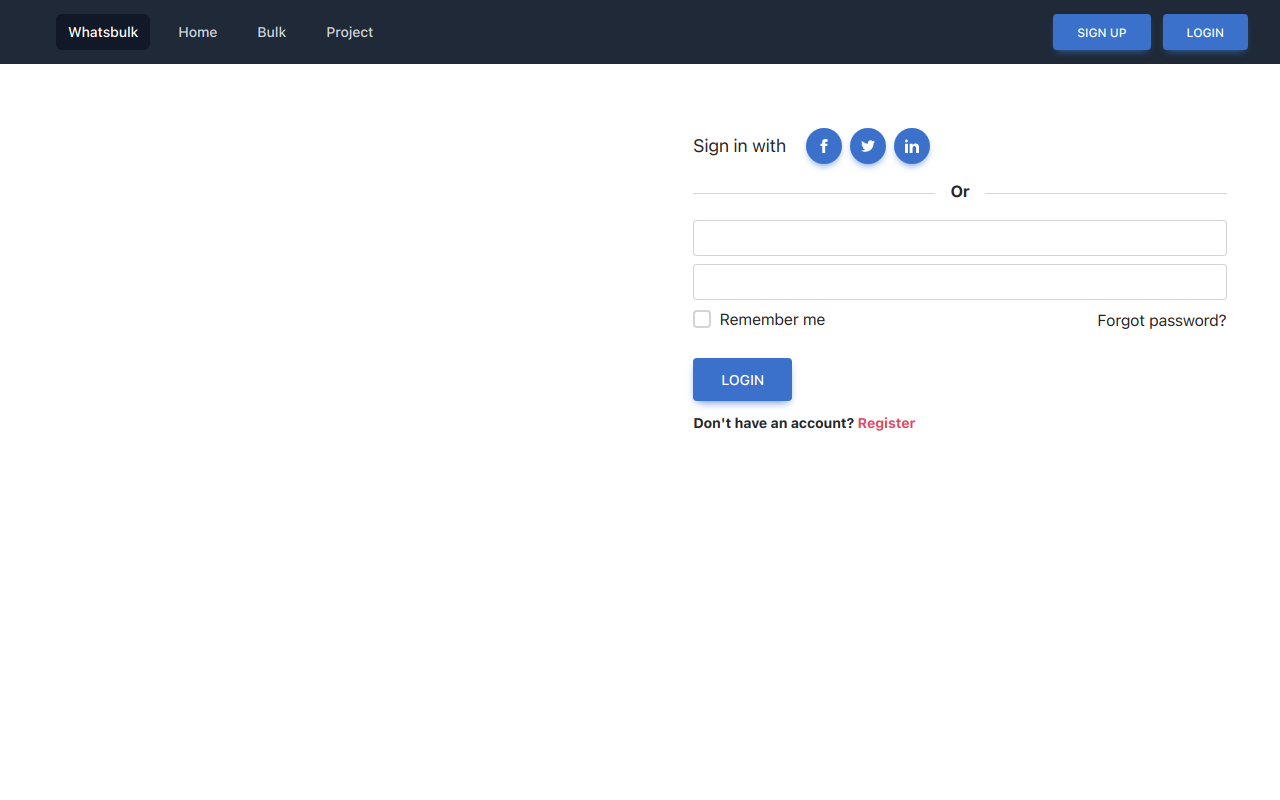 Whatsbulk Home Bulk Project SIGN UP LOGIN
Sign in with
Or
Remember me Forgot password?
LOGIN
Don't have an account? Register